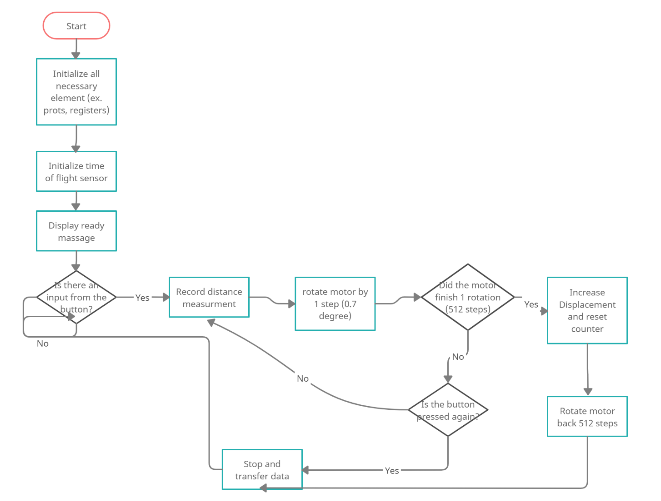 Start
Initialize all
necessary
element (ex.
prots, registers)
Initialize time
of flight sensor
Display ready
massage
Is there an
input from the
button?
Yes
No
Record distance
measurment
rotate motor by
1 step (0.7
degree)
Did the motor
finish 1 rotation
(512 steps)
Yes
Increase
Displacement
and reset
counter
No
Is the button
pressed again?
No
Rotate motor
back 512 steps
Yes
Stop and
transfer data